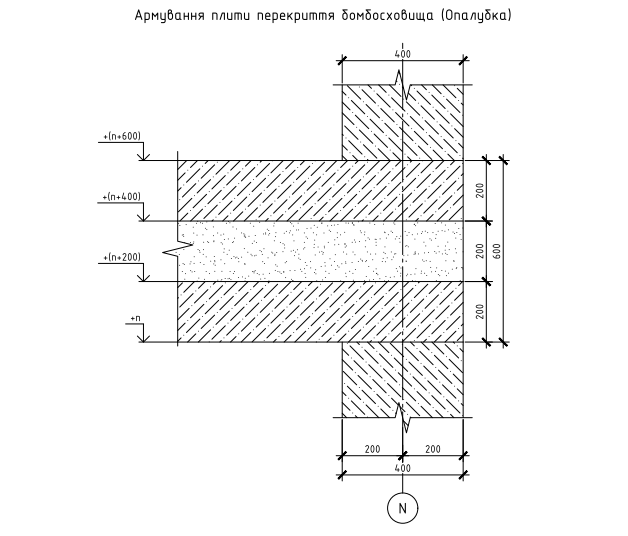 Армування плити перекриття бомбосховища (Опалубка)
400
+(n+600)
+(n+400)
200
+(n+200)
200
600
+n
200
200
200
400
N